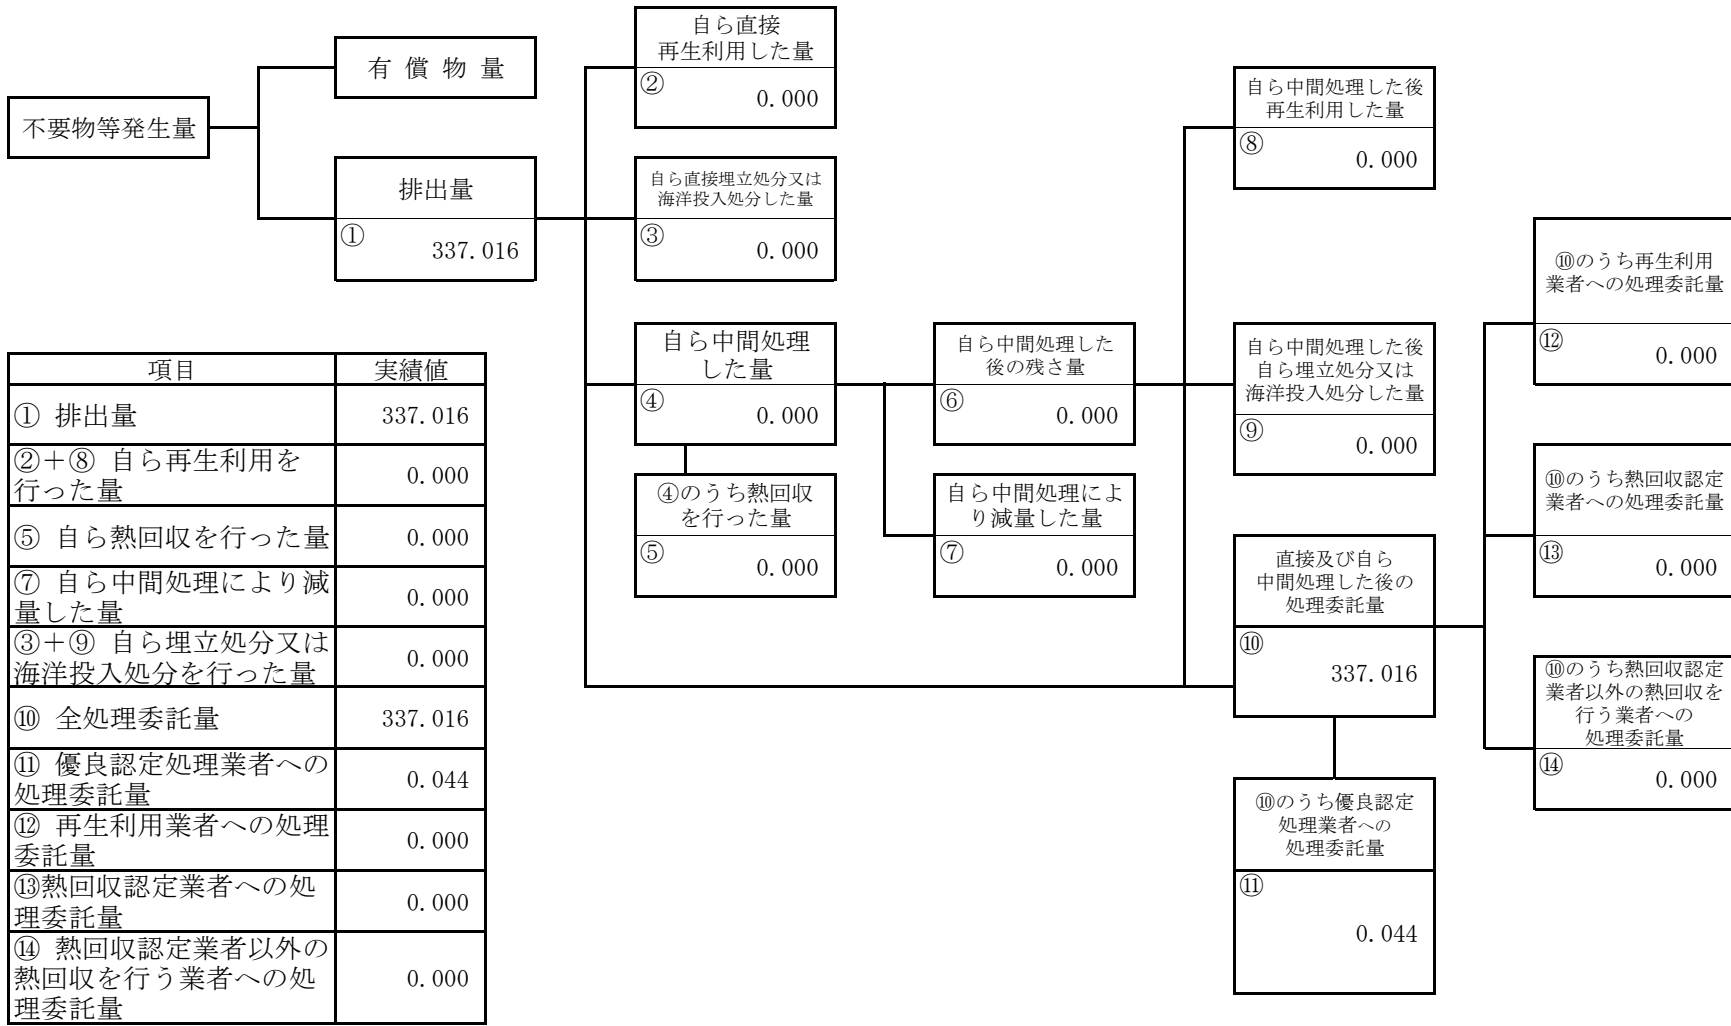 不要物等発生量
有 償 物 量
排出量
①
337.016
自ら直接
再生利用した量
②
0.000
自ら直接埋立処分又は
海洋投入処分した量
③
0.000
自ら中間処理
した量
④
0.000
④のうち熱回収
を行った量
⑤
0.000
自ら中間処理した
後の残さ量
⑥
0.000
自ら中間処理によ
り減量した量
⑦
0.000
自ら中間処理した後
再生利用した量
⑧
0.000
自ら中間処理した後
自ら埋立処分又は
海洋投入処分した量
⑨
0.000
直接及び自ら
中間処理した後の
処理委託量
⑩
337.016
⑩のうち優良認定
処理業者への
処理委託量
⑪
0.044
⑩のうち再生利用
業者への処理委託量
⑫
0.000
⑩のうち熱回収認定
業者への処理委託量
⑬
0.000
⑩のうち熱回収認定
業者以外の熱回収を
行う業者への
処理委託量
⑭
0.000
項目 実績値
① 排出量 337.016
②+⑧ 自ら再生利用を
行った量 0.000
⑤ 自ら熱回収を行った量 0.000
⑦ 自ら中間処理により減
量した量 0.000
③+⑨ 自ら埋立処分又は
海洋投入処分を行った量 0.000
⑩ 全処理委託量 337.016
⑪ 優良認定処理業者への
処理委託量 0.044
⑫ 再生利用業者への処理
委託量 0.000
⑬熱回収認定業者への処
理委託量 0.000
⑭ 熱回収認定業者以外の
熱回収を行う業者への処
理委託量 0.000